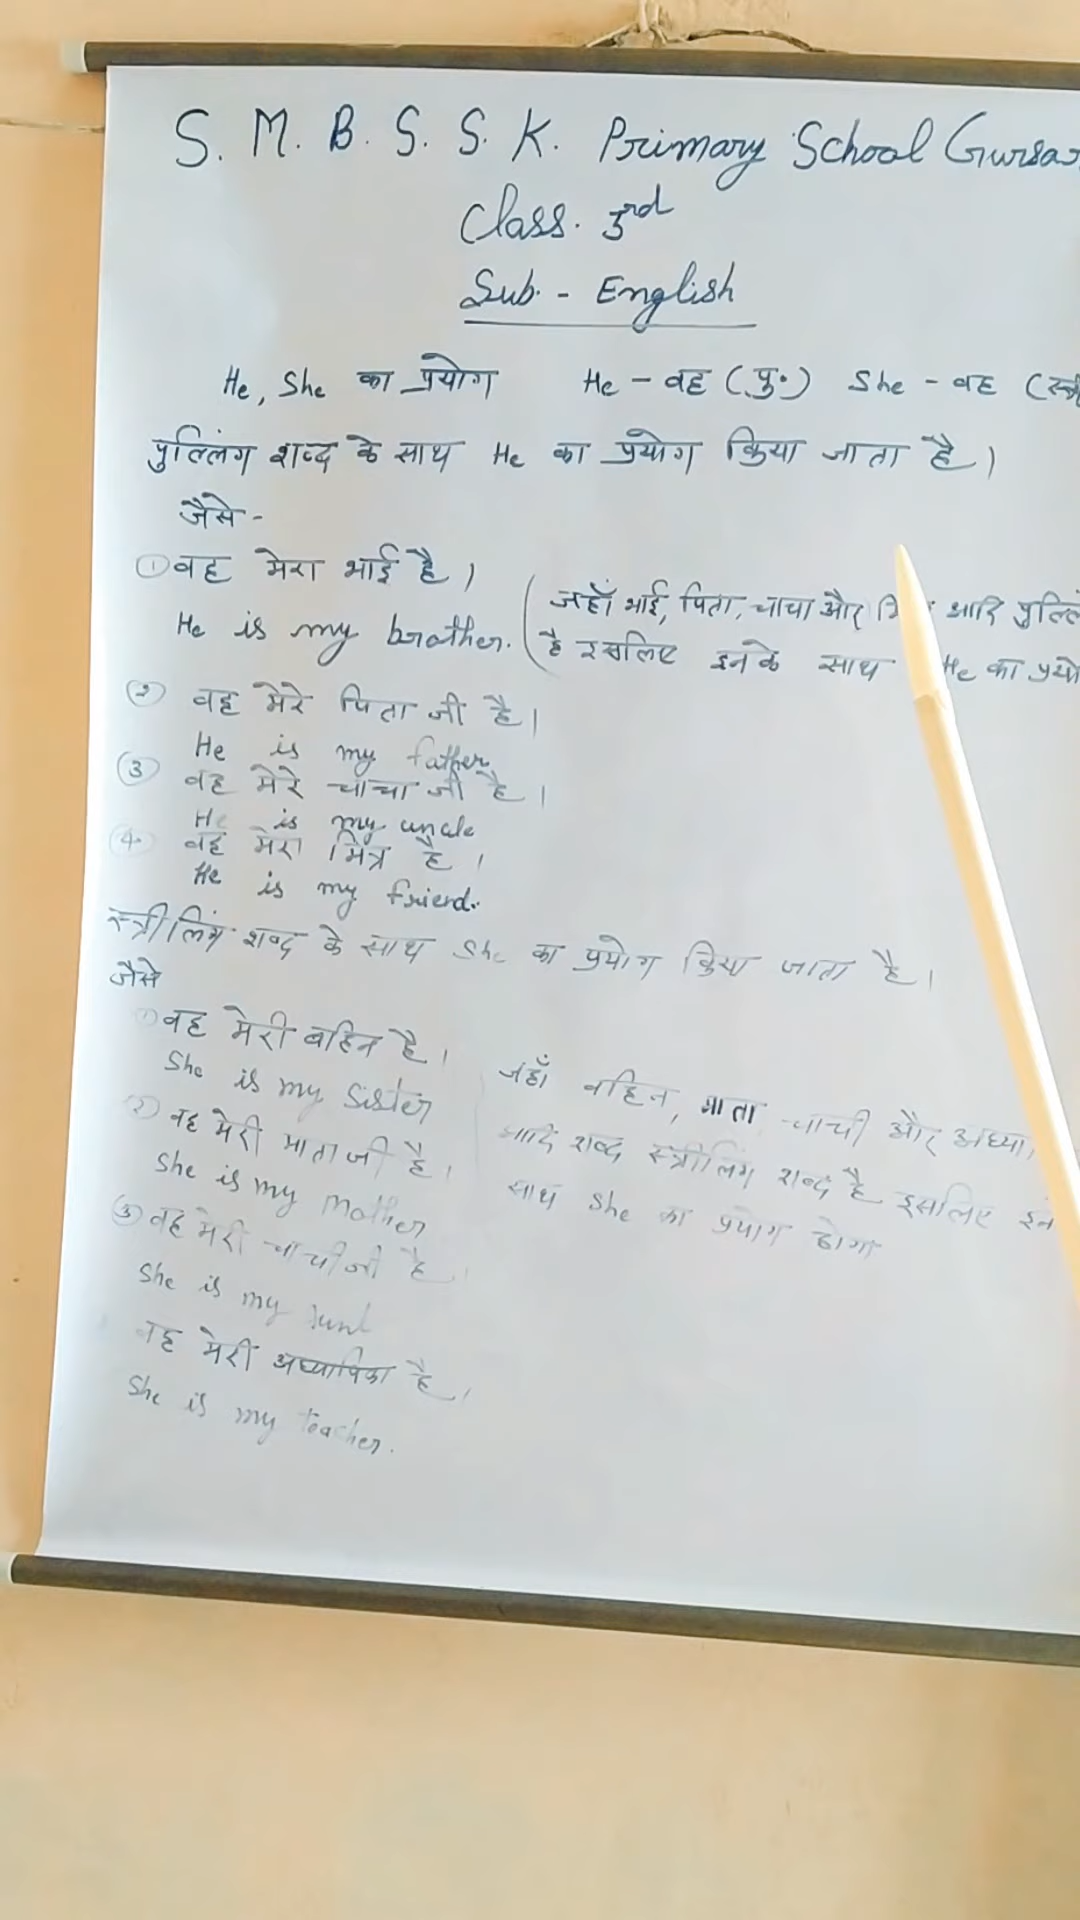 S. M. B. S. S. K. Primary School Gursar
Class. 3rd
Sub. - English
He, She का प्रयोग He - वह (पु.) She - वह (स्त्र
पुल्लिंग शब्द के साथ He का प्रयोग किया जाता है।
जैसे -
① वह मेरा भाई है।
He is my brother.
(जहाँ भाई, पिता, चाचा और आदि पुल्लि
है इसलिए इनके साथ He का प्रयो
② वह मेरे पिता जी है।
He is my father
③ वह मेरे चाचा जी है।
He is my uncle
④ वह मेरा मित्र है।
He is my friend.
स्त्रीलिंग शब्द के साथ She का प्रयोग किया जाता है।
जैसे
① वह मेरी बहिन है।
She is my Sister
② वह मेरी माता जी है।
She is my mother
③ वह मेरी चाची जी है।
She is my
वह मेरी अध्यापिका है।
She is my teacher.
जहाँ बहिन, माता चाची और अध्या
आदि शब्द स्त्रीलिंग शब्द है इसलिए इन
साथ She का प्रयोग होगा